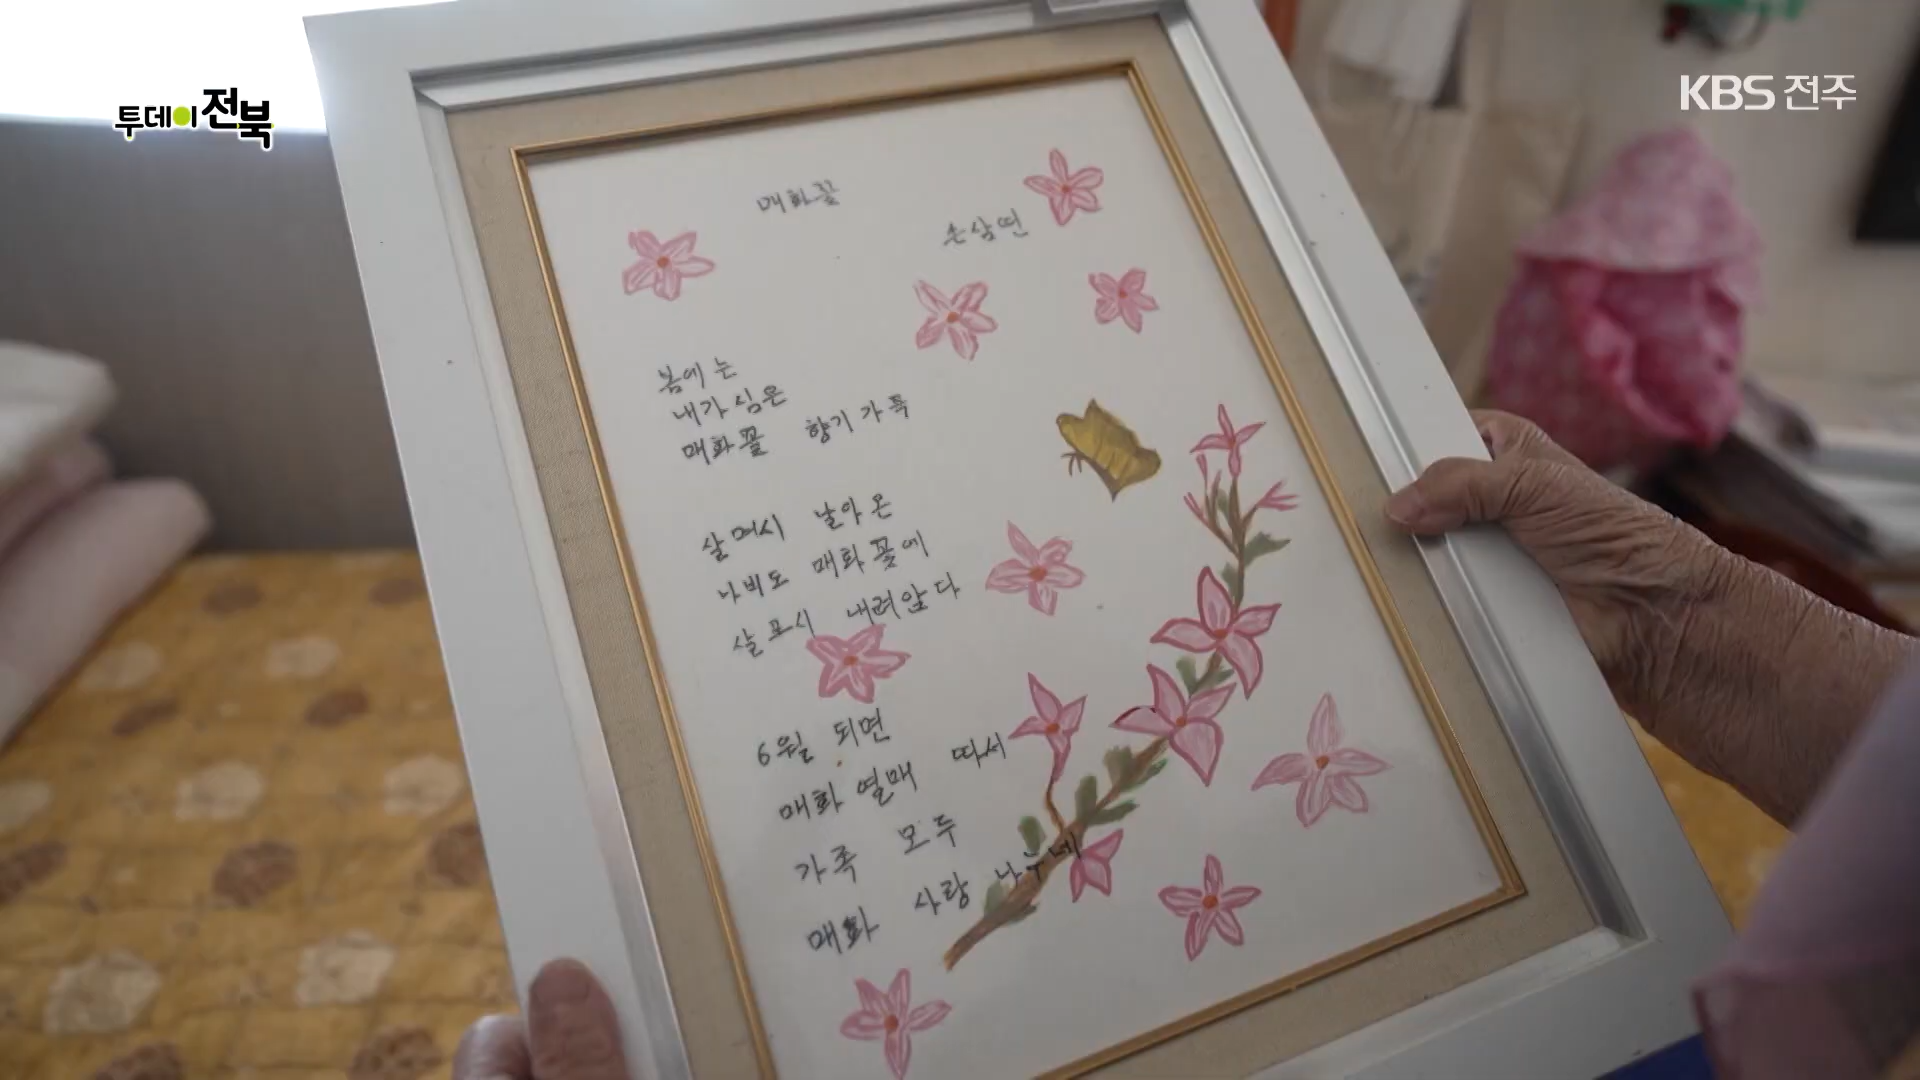 투데이 전북
KBS 전주
매화꽃
손삼떤
봄에는
내가 심은
매화꽃 향기 가득
살며시 날아온
나비도 매화꽃에
살포시 내려앉다
6월 되면
매화 열매 따서
가족 모두
매화 사랑 나누네